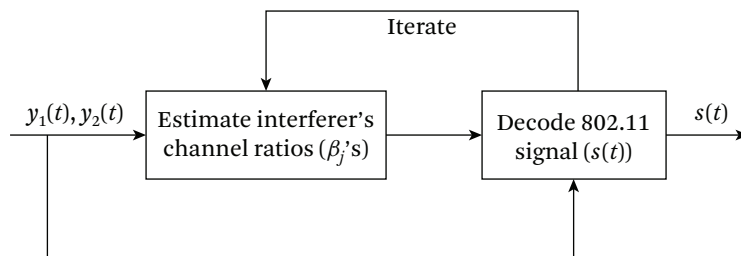 Iterate
y₁(t), y₂(t)
Estimate interferer’s
channel ratios (βⱼ’s)
Decode 802.11
signal (s(t))
s(t)